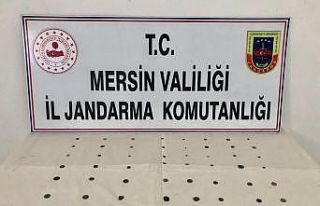 T.C.
MERSİN VALİLİĞİ
İL JANDARMA KOMUTANLIĞI